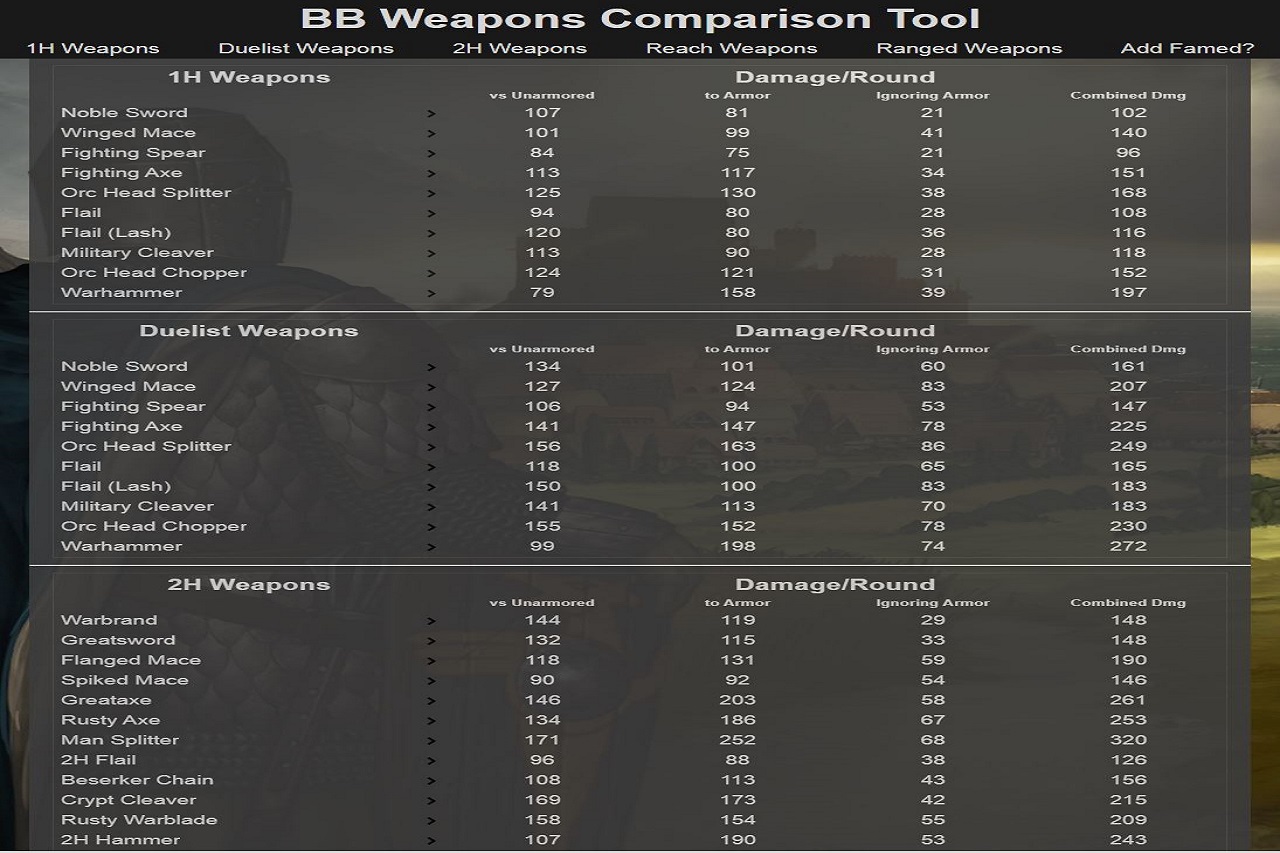 BB Weapons Comparison Tool
1H Weapons Duelist Weapons 2H Weapons Reach Weapons Ranged Weapons Add Famed?
1H Weapons Damage/Round
vs Unarmored to Armor Ignoring Armor Combined Dmg
Noble Sword > 107 81 21 102
Winged Mace > 101 99 41 140
Fighting Spear > 84 75 21 96
Fighting Axe > 113 117 34 151
Orc Head Splitter > 125 130 38 168
Flail > 94 80 28 108
Flail (Lash) > 120 80 36 116
Military Cleaver > 113 90 28 118
Orc Head Chopper > 124 121 31 152
Warhammer > 79 158 39 197
Duelist Weapons Damage/Round
vs Unarmored to Armor Ignoring Armor Combined Dmg
Noble Sword > 134 101 60 161
Winged Mace > 127 124 83 207
Fighting Spear > 106 94 53 147
Fighting Axe > 141 147 78 225
Orc Head Splitter > 156 163 86 249
Flail > 118 100 65 165
Flail (Lash) > 150 100 83 183
Military Cleaver > 141 113 70 183
Orc Head Chopper > 155 152 78 230
Warhammer > 99 198 74 272
2H Weapons Damage/Round
vs Unarmored to Armor Ignoring Armor Combined Dmg
Warbrand > 144 119 29 148
Greatsword > 132 115 33 148
Flanged Mace > 118 131 59 190
Spiked Mace > 90 92 54 146
Greataxe > 146 203 58 261
Rusty Axe > 134 186 67 253
Man Splitter > 171 252 68 320
2H Flail > 96 88 38 126
Beserker Chain > 108 113 43 156
Crypt Cleaver > 169 173 42 215
Rusty Warblade > 158 154 55 209
2H Hammer > 107 190 53 243